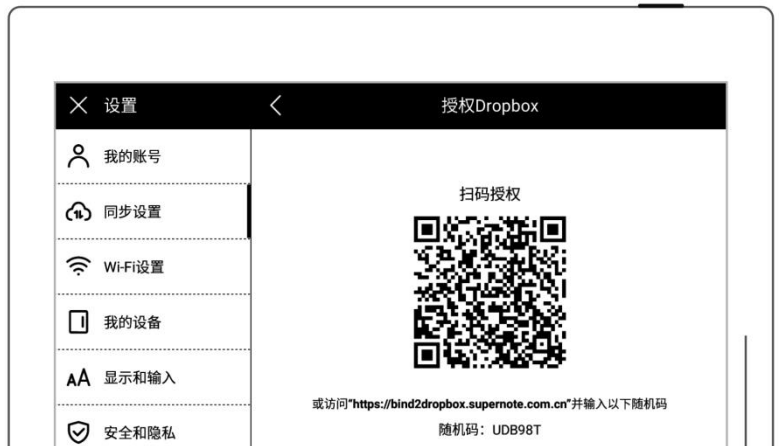 设置
授权Dropbox
我的账号
同步设置
Wi-Fi设置
我的设备
AA 显示和输入
安全和隐私
扫码授权
或访问"https://bind2dropbox.supernote.com.cn"并输入以下随机码
随机码：UDB98T